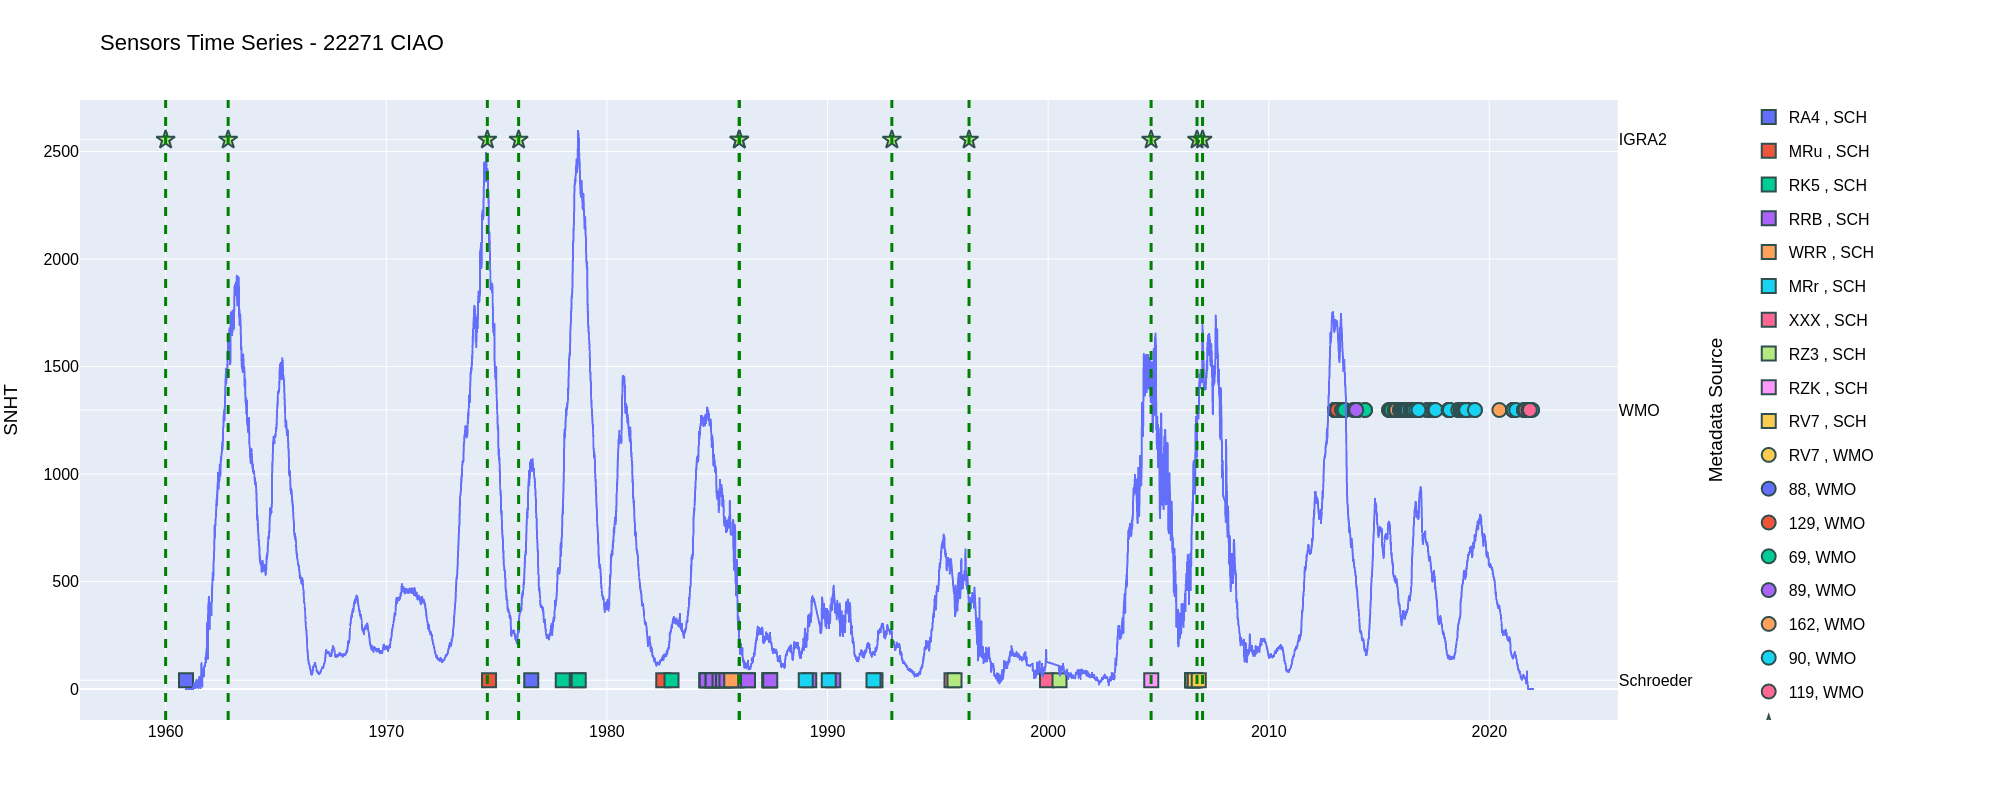 Sensors Time Series - 22271 CIAO
SNHT
2500
2000
1500
1000
500
0
1960
1970
1980
1990
2000
2010
2020
IGRA2
WMO
Schroeder
Metadata Source
RA4 , SCH
MRu , SCH
RK5 , SCH
RRB , SCH
WRR , SCH
MRr , SCH
XXX , SCH
RZ3 , SCH
RZK , SCH
RV7 , SCH
RV7 , WMO
88, WMO
129, WMO
69, WMO
89, WMO
162, WMO
90, WMO
119, WMO